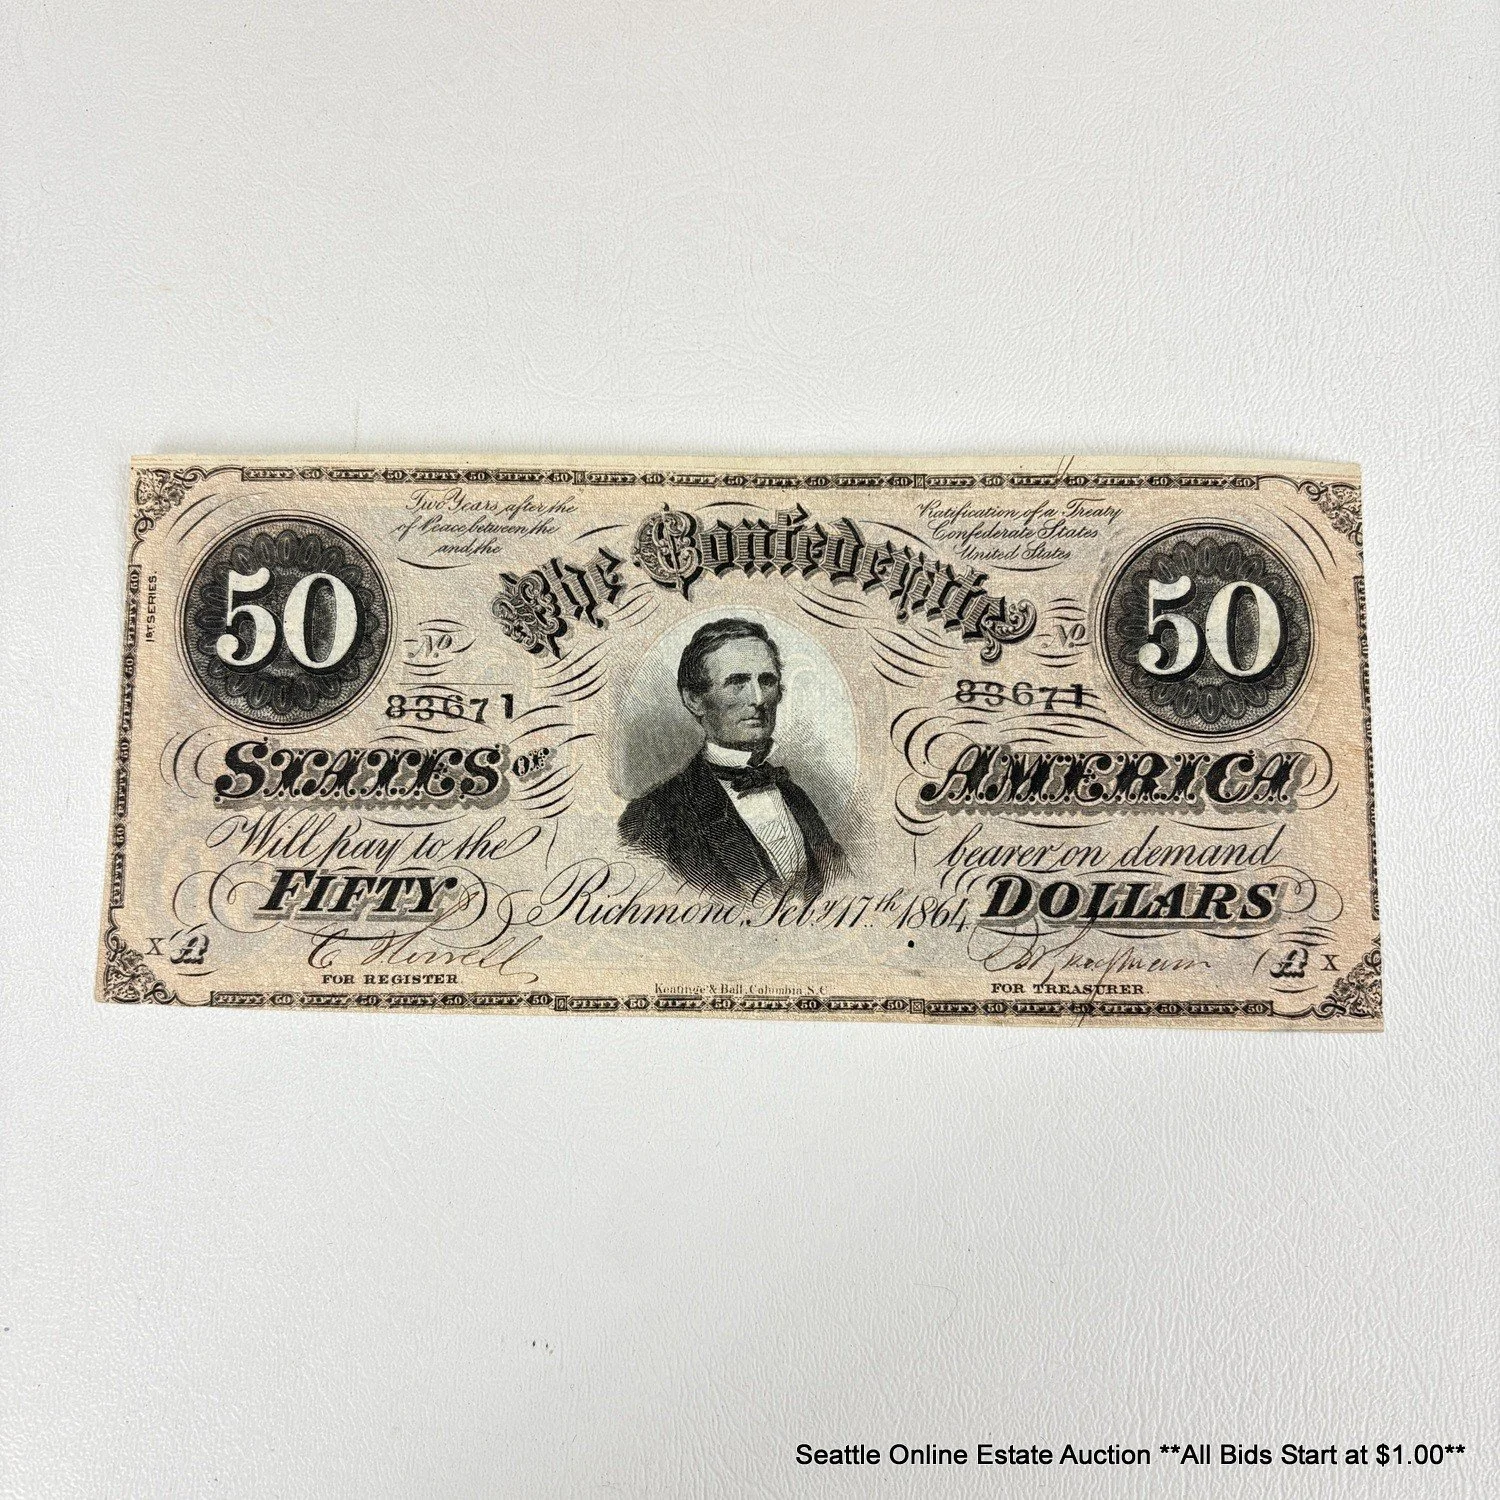 Two Years, after the Ratification of a Treaty
of Peace between the Confederate States
and the United States
The Confederate
50 50
1ST SERIES.
No No
83671 83671
STATES OF AMERICA
Will pay to the bearer on demand
FIFTY DOLLARS
Richmond, Feb.y 17th 1864.
X A A X
FOR REGISTER. FOR TREASURER.
Keatinge & Ball, Columbia S.C.
Seattle Online Estate Auction **All Bids Start at $1.00**